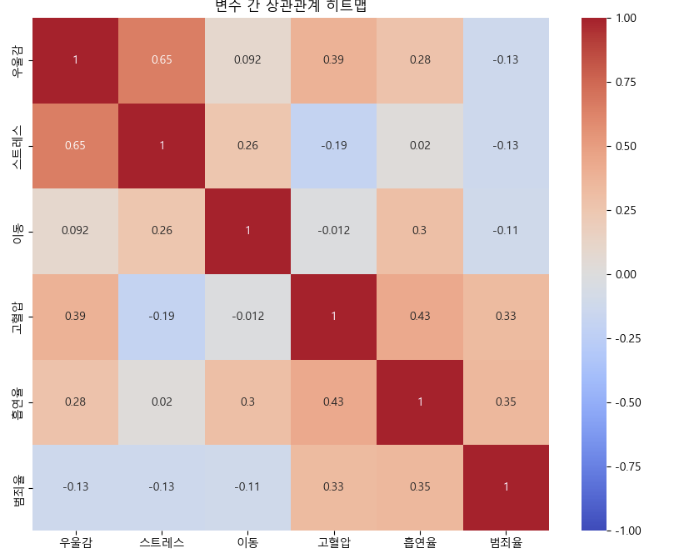 변수 간 상관관계 히트맵
우울감 1 0.65 0.092 0.39 0.28 -0.13
스트레스 0.65 1 0.26 -0.19 0.02 -0.13
이동 0.092 0.26 1 -0.012 0.3 -0.11
고혈압 0.39 -0.19 -0.012 1 0.43 0.33
흡연율 0.28 0.02 0.3 0.43 1 0.35
범죄율 -0.13 -0.13 -0.11 0.33 0.35 1
우울감 스트레스 이동 고혈압 흡연율 범죄율
1.00
0.75
0.50
0.25
0.00
-0.25
-0.50
-0.75
-1.00